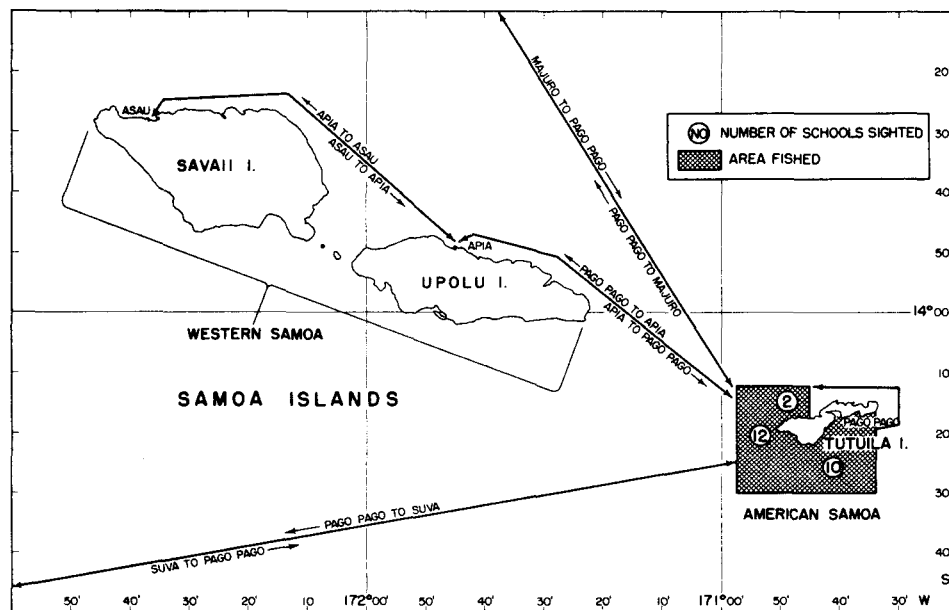 20'
30'
40'
50'
14°00'
10'
20'
30'
40'
S
50'
40'
30'
20'
10'
172°00'
50'
40'
30'
20'
10'
171°00'
50'
40'
30'
W
MAJURO TO PAGO PAGO
PAGO PAGO TO MAJURO
NO NUMBER OF SCHOOLS SIGHTED
AREA FISHED
ASAU
SAVAII I.
APIA TO ASAU
ASAU TO APIA
APIA
UPOLU I.
PAGO PAGO TO APIA
APIA TO PAGO PAGO
WESTERN SAMOA
SAMOA ISLANDS
2
12
10
PAGO PAGO
TUTUILA I.
AMERICAN SAMOA
PAGO PAGO TO SUVA
SUVA TO PAGO PAGO